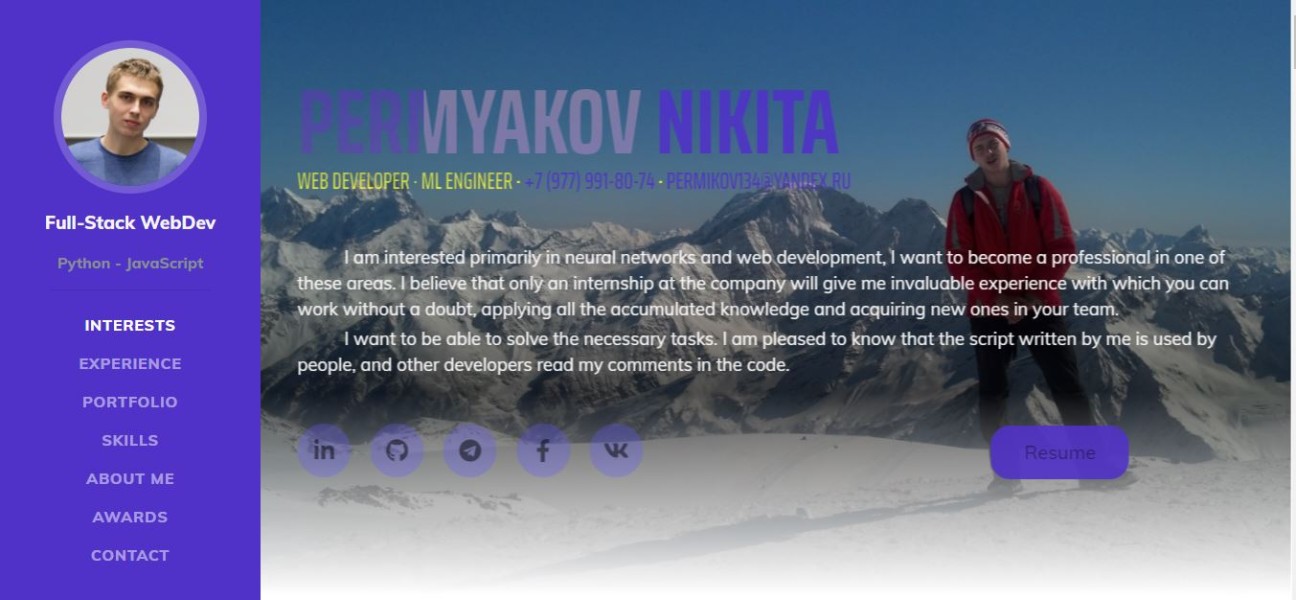 Full-Stack WebDev
Python - JavaScript
INTERESTS
EXPERIENCE
PORTFOLIO
SKILLS
ABOUT ME
AWARDS
CONTACT
PERIMYAKOV NIKITA
WEB DEVELOPER · ML ENGINEER · +7 (977) 991-80-74 · PERMIKOV134@YANDEX.RU
I am interested primarily in neural networks and web development, I want to become a professional in one of
these areas. I believe that only an internship at the company will give me invaluable experience with which you can
work without a doubt, applying all the accumulated knowledge and acquiring new ones in your team.
I want to be able to solve the necessary tasks. I am pleased to know that the script written by me is used by
people, and other developers read my comments in the code.
in
f
Resume